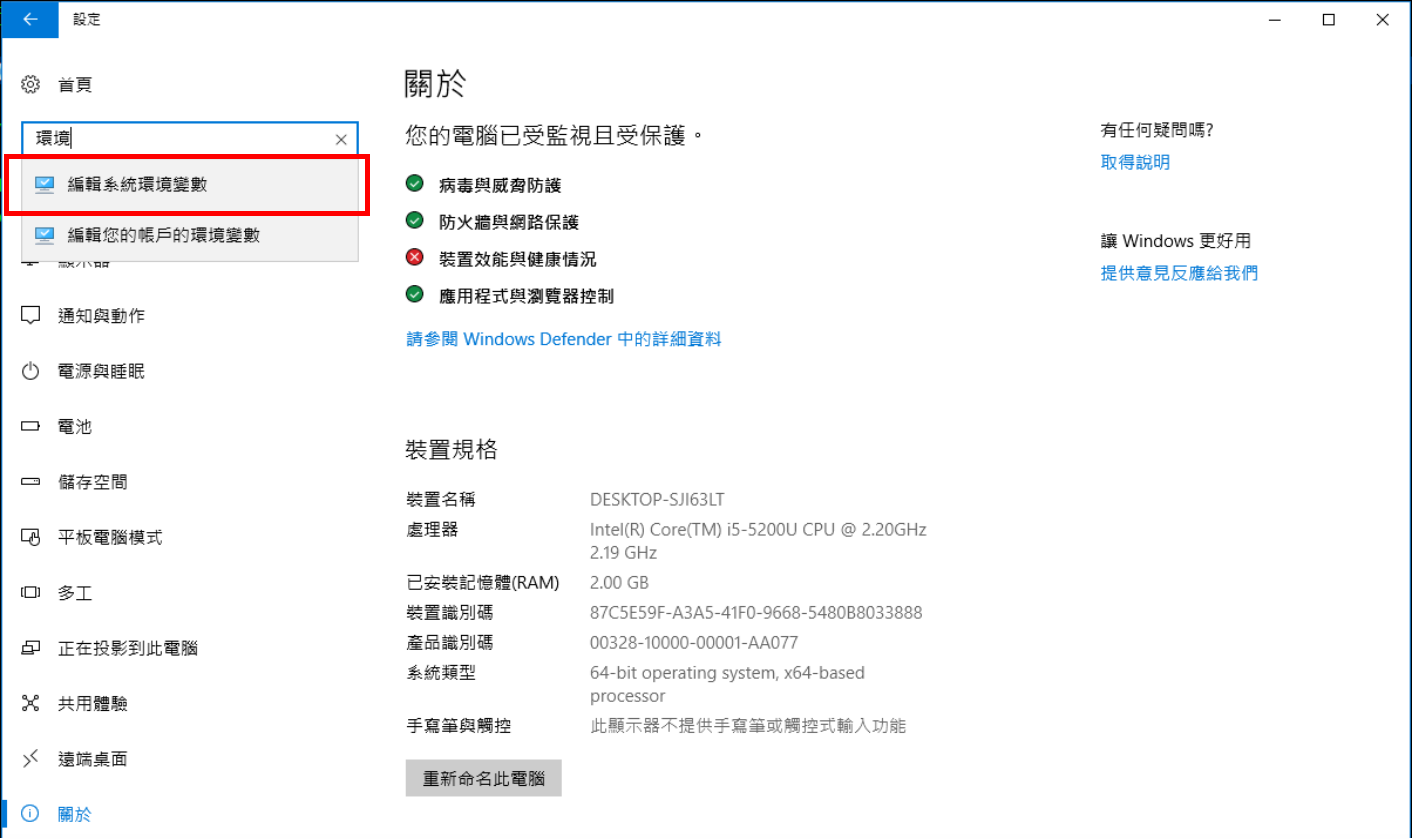 設定
首頁
環境
編輯系統環境變數
編輯您的帳戶的環境變數
通知與動作
電源與睡眠
電池
儲存空間
平板電腦模式
多工
正在投影到此電腦
共用體驗
遠端桌面
關於
關於
您的電腦已受監視且受保護。
病毒與威脅防護
防火牆與網路保護
裝置效能與健康情況
應用程式與瀏覽器控制
請參閱 Windows Defender 中的詳細資料
裝置規格
裝置名稱 DESKTOP-SJI63LT
處理器 Intel(R) Core(TM) i5-5200U CPU @ 2.20GHz
2.19 GHz
已安裝記憶體(RAM) 2.00 GB
裝置識別碼 87C5E59F-A3A5-41F0-9668-5480B8033888
產品識別碼 00328-10000-00001-AA077
系統類型 64-bit operating system, x64-based
processor
手寫筆與觸控 此顯示器不提供手寫筆或觸控式輸入功能
重新命名此電腦
有任何疑問嗎?
取得說明
讓 Windows 更好用
提供意見反應給我們